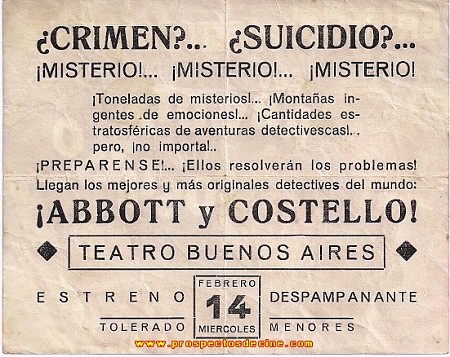 ¿CRIMEN?... ¿SUICIDIO?...
¡MISTERIO!... ¡MISTERIO!... ¡MISTERIO!
¡Toneladas de misterios!... ¡Montañas in-
gentes de emociones!... ¡Cantidades es-
tratosféricas de aventuras detectivescas!...
pero, ¡no importa!..
¡PREPARENSE!... ¡Ellos resolverán los problemas!
Llegan los mejores y más originales detectives del mundo:
¡ABBOTT y COSTELLO!
TEATRO BUENOS AIRES
FEBRERO
ESTRENO 14 DESPAMPANANTE
TOLERADO MIERCOLES MENORES
www.prospectosdecine.com